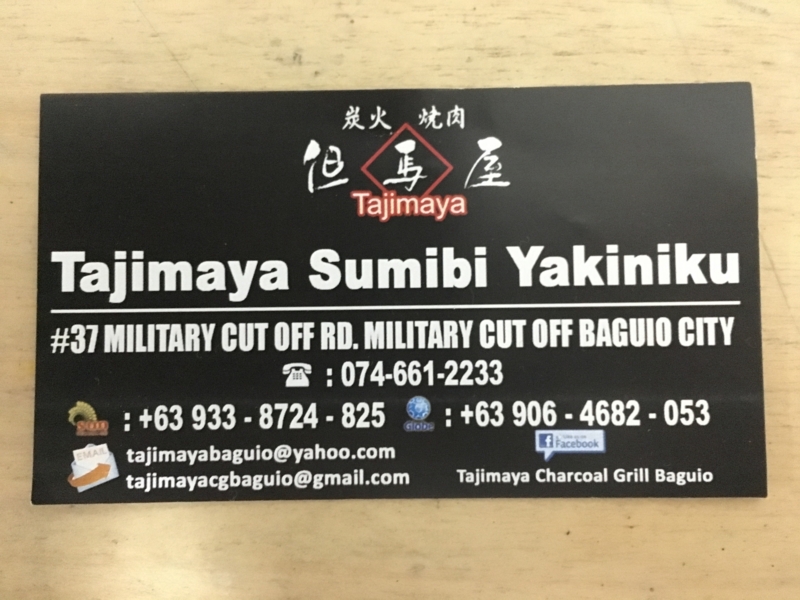 炭火 焼肉
但馬屋
Tajimaya
Tajimaya Sumibi Yakiniku
#37 MILITARY CUT OFF RD. MILITARY CUT OFF BAGUIO CITY
: 074-661-2233
: +63 933 - 8724 - 825 Globe : +63 906 - 4682 - 053
EMAIL tajimayabaguio@yahoo.com Facebook
tajimayacgbaguio@gmail.com Tajimaya Charcoal Grill Baguio